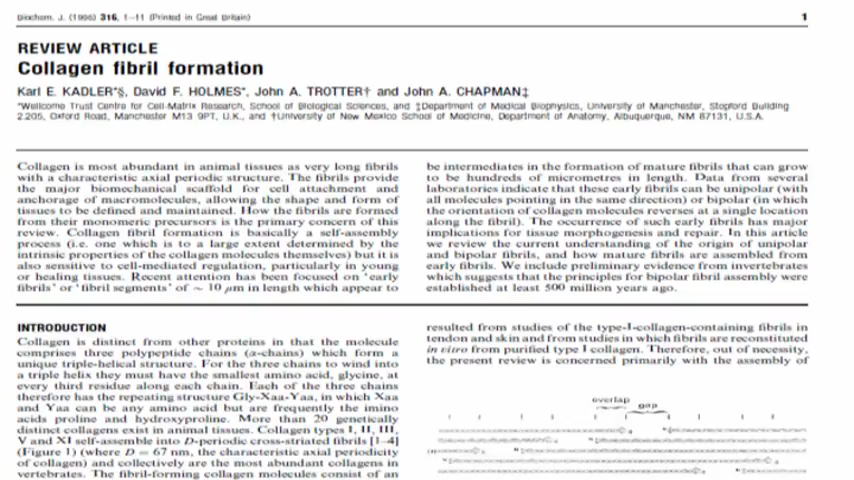 Biochem. J. (1996) 316, 1–11 (Printed in Great Britain)
1
REVIEW ARTICLE
Collagen fibril formation
Karl E. KADLER*§, David F. HOLMES*, John A. TROTTER† and John A. CHAPMAN‡
*Wellcome Trust Centre for Cell-Matrix Research, School of Biological Sciences, and ‡Department of Medical Biophysics, University of Manchester, Stopford Building
2.205, Oxford Road, Manchester M13 9PT, U.K., and †University of New Mexico School of Medicine, Department of Anatomy, Albuquerque, NM 87131, U.S.A.
Collagen is most abundant in animal tissues as very long fibrils
with a characteristic axial periodic structure. The fibrils provide
the major biomechanical scaffold for cell attachment and
anchorage of macromolecules, allowing the shape and form of
tissues to be defined and maintained. How the fibrils are formed
from their monomeric precursors is the primary concern of this
review. Collagen fibril formation is basically a self-assembly
process (i.e. one which is to a large extent determined by the
intrinsic properties of the collagen molecules themselves) but it is
also sensitive to cell-mediated regulation, particularly in young
or healing tissues. Recent attention has been focused on 'early
fibrils' or 'fibril segments' of ~ 10 μm in length which appear to
be intermediates in the formation of mature fibrils that can grow
to be hundreds of micrometres in length. Data from several
laboratories indicate that these early fibrils can be unipolar (with
all molecules pointing in the same direction) or bipolar (in which
the orientation of collagen molecules reverses at a single location
along the fibril). The occurrence of such early fibrils has major
implications for tissue morphogenesis and repair. In this article
we review the current understanding of the origin of unipolar
and bipolar fibrils, and how mature fibrils are assembled from
early fibrils. We include preliminary evidence from invertebrates
which suggests that the principles for bipolar fibril assembly were
established at least 500 million years ago.
INTRODUCTION
Collagen is distinct from other proteins in that the molecule
comprises three polypeptide chains (α-chains) which form a
unique triple-helical structure. For the three chains to wind into
a triple helix they must have the smallest amino acid, glycine, at
every third residue along each chain. Each of the three chains
therefore has the repeating structure Gly-Xaa-Yaa, in which Xaa
and Yaa can be any amino acid but are frequently the imino
acids proline and hydroxyproline. More than 20 genetically
distinct collagens exist in animal tissues. Collagen types I, II, III,
V and XI self-assemble into D-periodic cross-striated fibrils [1–4]
(Figure 1) (where D = 67 nm, the characteristic axial periodicity
of collagen) and collectively are the most abundant collagens in
vertebrates. The fibril-forming collagen molecules consist of an
resulted from studies of the type-I-collagen-containing fibrils in
tendon and skin and from studies in which fibrils are reconstituted
in vitro from purified type I collagen. Therefore, out of necessity,
the present review is concerned primarily with the assembly of
overlap
gap